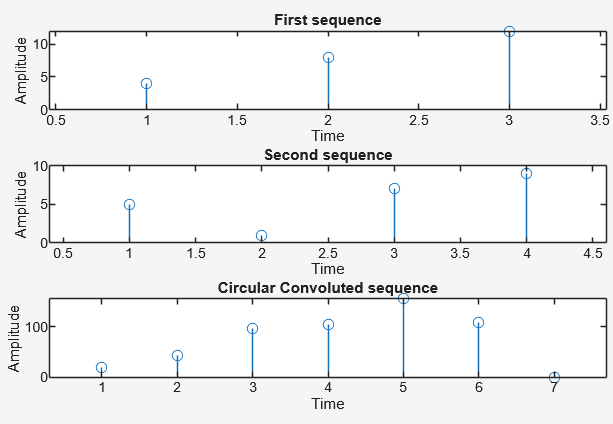 First sequence
10
5
0
Amplitude
0.5 1 1.5 2 2.5 3 3.5
Time
Second sequence
10
5
0
Amplitude
0.5 1 1.5 2 2.5 3 3.5 4 4.5
Time
Circular Convoluted sequence
100
0
Amplitude
1 2 3 4 5 6 7
Time